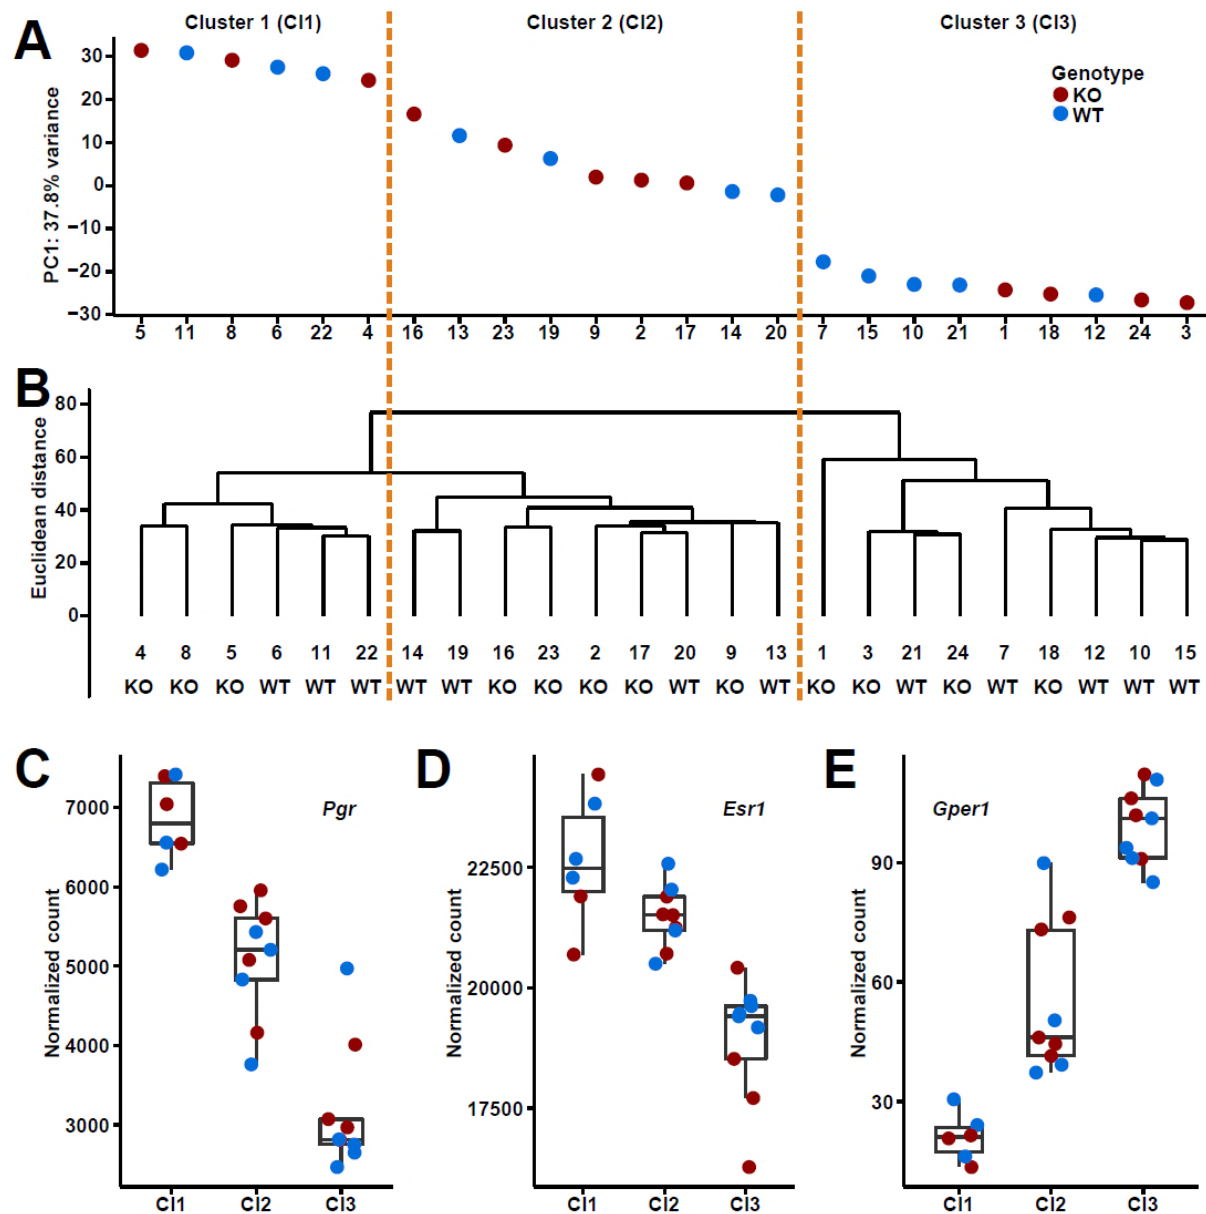 A
Cluster 1 (Cl1)
Cluster 2 (Cl2)
Cluster 3 (Cl3)
PC1: 37.8% variance
30
20
10
0
−10
−20
−30
Genotype
KO
WT
5 11 8 6 22 4 16 13 23 19 9 2 17 14 20 7 15 10 21 1 18 12 24 3
B
Euclidean distance
80
60
40
20
0
4 8 5 6 11 22 14 19 16 23 2 17 20 9 13 1 3 21 24 7 18 12 10 15
KO KO KO WT WT WT WT WT KO KO KO KO WT KO WT KO KO WT KO WT KO WT WT WT
C
Pgr
Normalized count
7000
6000
5000
4000
3000
Cl1 Cl2 Cl3
D
Esr1
Normalized count
22500
20000
17500
Cl1 Cl2 Cl3
E
Gper1
Normalized count
90
60
30
Cl1 Cl2 Cl3